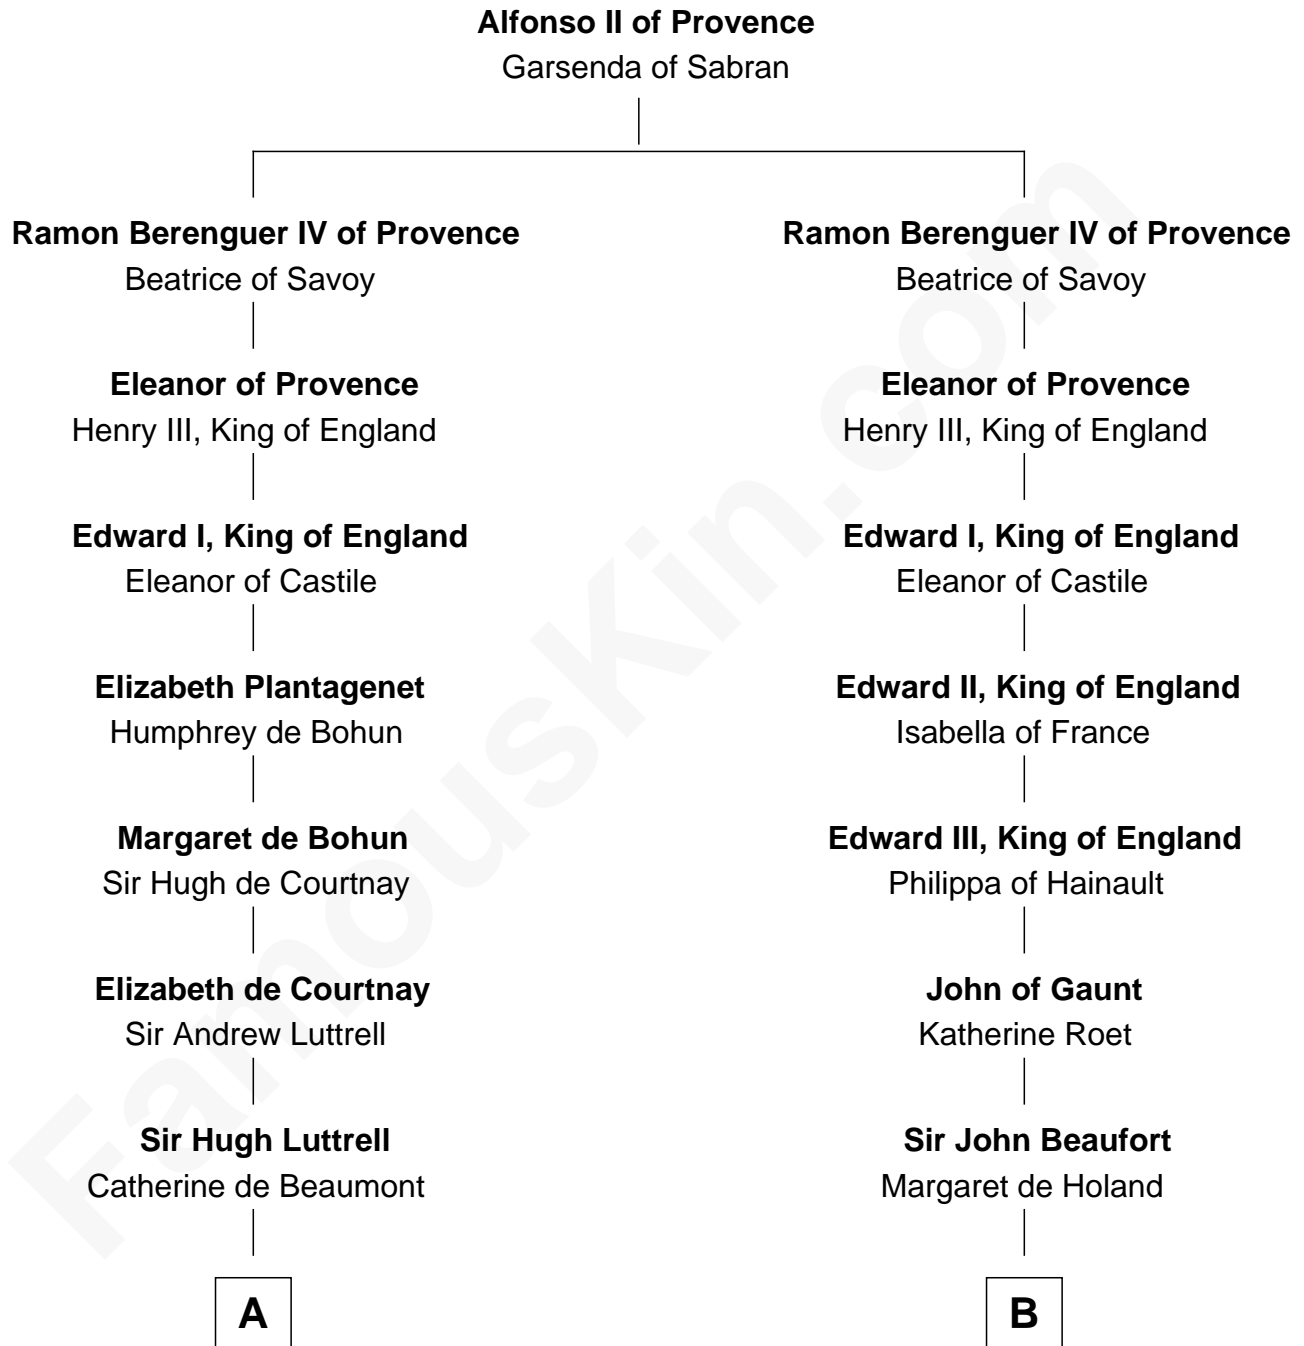 Alfonso II of Provence
Garsenda of Sabran
Ramon Berenguer IV of Provence
Beatrice of Savoy
Eleanor of Provence
Henry III, King of England
Edward I, King of England
Eleanor of Castile
Elizabeth Plantagenet
Humphrey de Bohun
Margaret de Bohun
Sir Hugh de Courtnay
Elizabeth de Courtnay
Sir Andrew Luttrell
Sir Hugh Luttrell
Catherine de Beaumont
A
Ramon Berenguer IV of Provence
Beatrice of Savoy
Eleanor of Provence
Henry III, King of England
Edward I, King of England
Eleanor of Castile
Edward II, King of England
Isabella of France
Edward III, King of England
Philippa of Hainault
John of Gaunt
Katherine Roet
Sir John Beaufort
Margaret de Holand
B
FamousKin.com